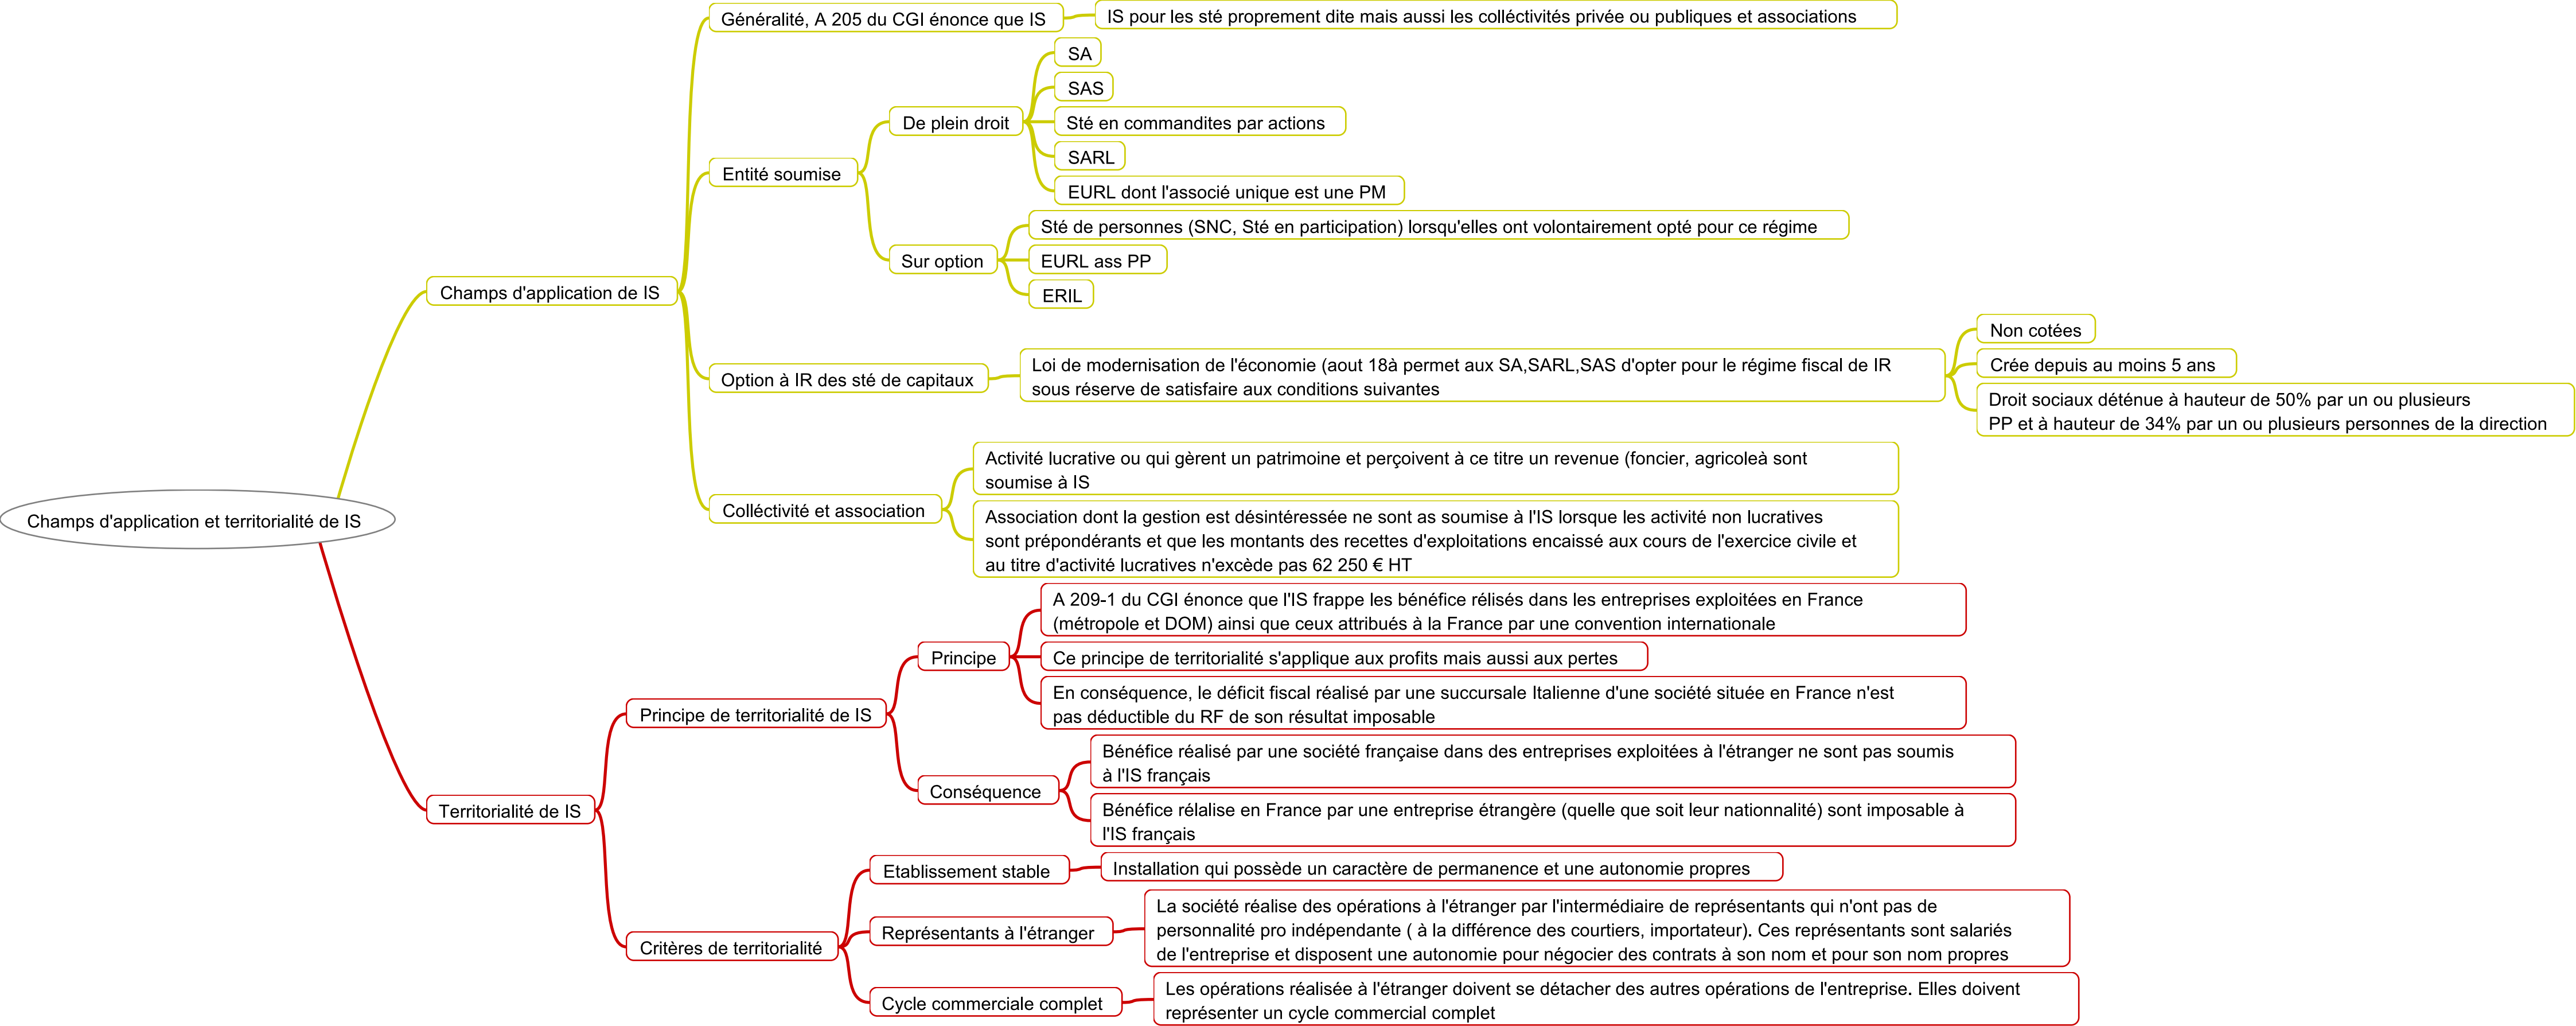 Champs d'application et territorialité de IS
Champs d'application de IS
Généralité, A 205 du CGI énonce que IS
IS pour les sté proprement dite mais aussi les colléctivités privée ou publiques et associations
Entité soumise
De plein droit
SA
SAS
Sté en commandites par actions
SARL
EURL dont l'associé unique est une PM
Sur option
Sté de personnes (SNC, Sté en participation) lorsqu'elles ont volontairement opté pour ce régime
EURL ass PP
ERIL
Option à IR des sté de capitaux
Loi de modernisation de l'économie (aout 18à permet aux SA,SARL,SAS d'opter pour le régime fiscal de IR
sous réserve de satisfaire aux conditions suivantes
Non cotées
Crée depuis au moins 5 ans
Droit sociaux déténue à hauteur de 50% par un ou plusieurs
PP et à hauteur de 34% par un ou plusieurs personnes de la direction
Colléctivité et association
Activité lucrative ou qui gèrent un patrimoine et perçoivent à ce titre un revenue (foncier, agricoleà sont
soumise à IS
Association dont la gestion est désintéressée ne sont as soumise à l'IS lorsque les activité non lucratives
sont prépondérants et que les montants des recettes d'exploitations encaissé aux cours de l'exercice civile et
au titre d'activité lucratives n'excède pas 62 250 € HT
Territorialité de IS
Principe de territorialité de IS
Principe
A 209-1 du CGI énonce que l'IS frappe les bénéfice rélisés dans les entreprises exploitées en France
(métropole et DOM) ainsi que ceux attribués à la France par une convention internationale
Ce principe de territorialité s'applique aux profits mais aussi aux pertes
En conséquence, le déficit fiscal réalisé par une succursale Italienne d'une société située en France n'est
pas déductible du RF de son résultat imposable
Conséquence
Bénéfice réalisé par une société française dans des entreprises exploitées à l'étranger ne sont pas soumis
à l'IS français
Bénéfice rélalise en France par une entreprise étrangère (quelle que soit leur nationnalité) sont imposable à
l'IS français
Critères de territorialité
Etablissement stable
Installation qui possède un caractère de permanence et une autonomie propres
Représentants à l'étranger
La société réalise des opérations à l'étranger par l'intermédiaire de représentants qui n'ont pas de
personnalité pro indépendante ( à la différence des courtiers, importateur). Ces représentants sont salariés
de l'entreprise et disposent une autonomie pour négocier des contrats à son nom et pour son nom propres
Cycle commerciale complet
Les opérations réalisée à l'étranger doivent se détacher des autres opérations de l'entreprise. Elles doivent
représenter un cycle commercial complet